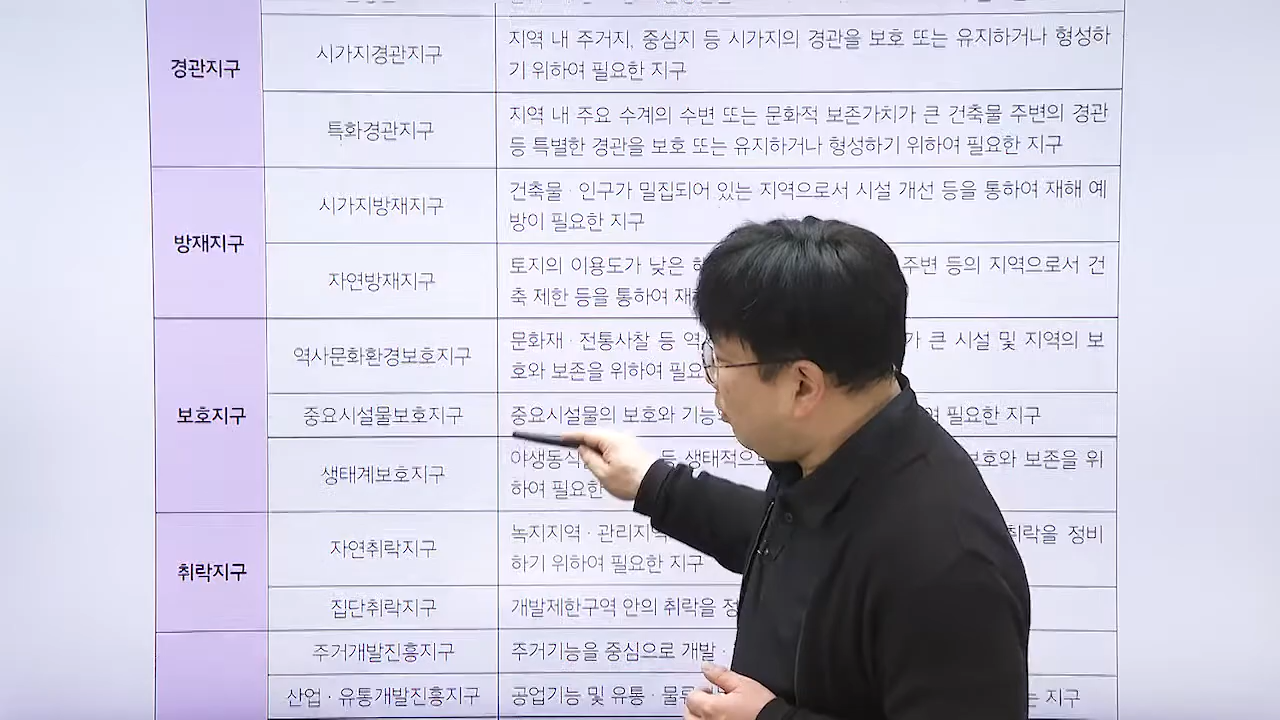 경관지구
시가지경관지구
지역 내 주거지, 중심지 등 시가지의 경관을 보호 또는 유지하거나 형성하
기 위하여 필요한 지구
특화경관지구
지역 내 주요 수계의 수변 또는 문화적 보존가치가 큰 건축물 주변의 경관
등 특별한 경관을 보호 또는 유지하거나 형성하기 위하여 필요한 지구
방재지구
시가지방재지구
건축물·인구가 밀집되어 있는 지역으로서 시설 개선 등을 통하여 재해 예
방이 필요한 지구
자연방재지구
토지의 이용도가 낮은 주변 등의 지역으로서 건
축 제한 등을 통하여
보호지구
역사문화환경보호지구
문화재·전통사찰 등 큰 시설 및 지역의 보
호와 보존을 위하여
중요시설물보호지구
중요시설물의 보호와 필요한 지구
생태계보호지구
등 보존을 위
하여 필요한
취락지구
자연취락지구
녹지지역·관리지역 취락을 정비
하기 위하여 필요한 지구
집단취락지구
개발제한구역 안의 취락을
주거개발진흥지구
주거기능을 중심으로 개발·
산업·유통개발진흥지구
공업기능 및 유통· 지구